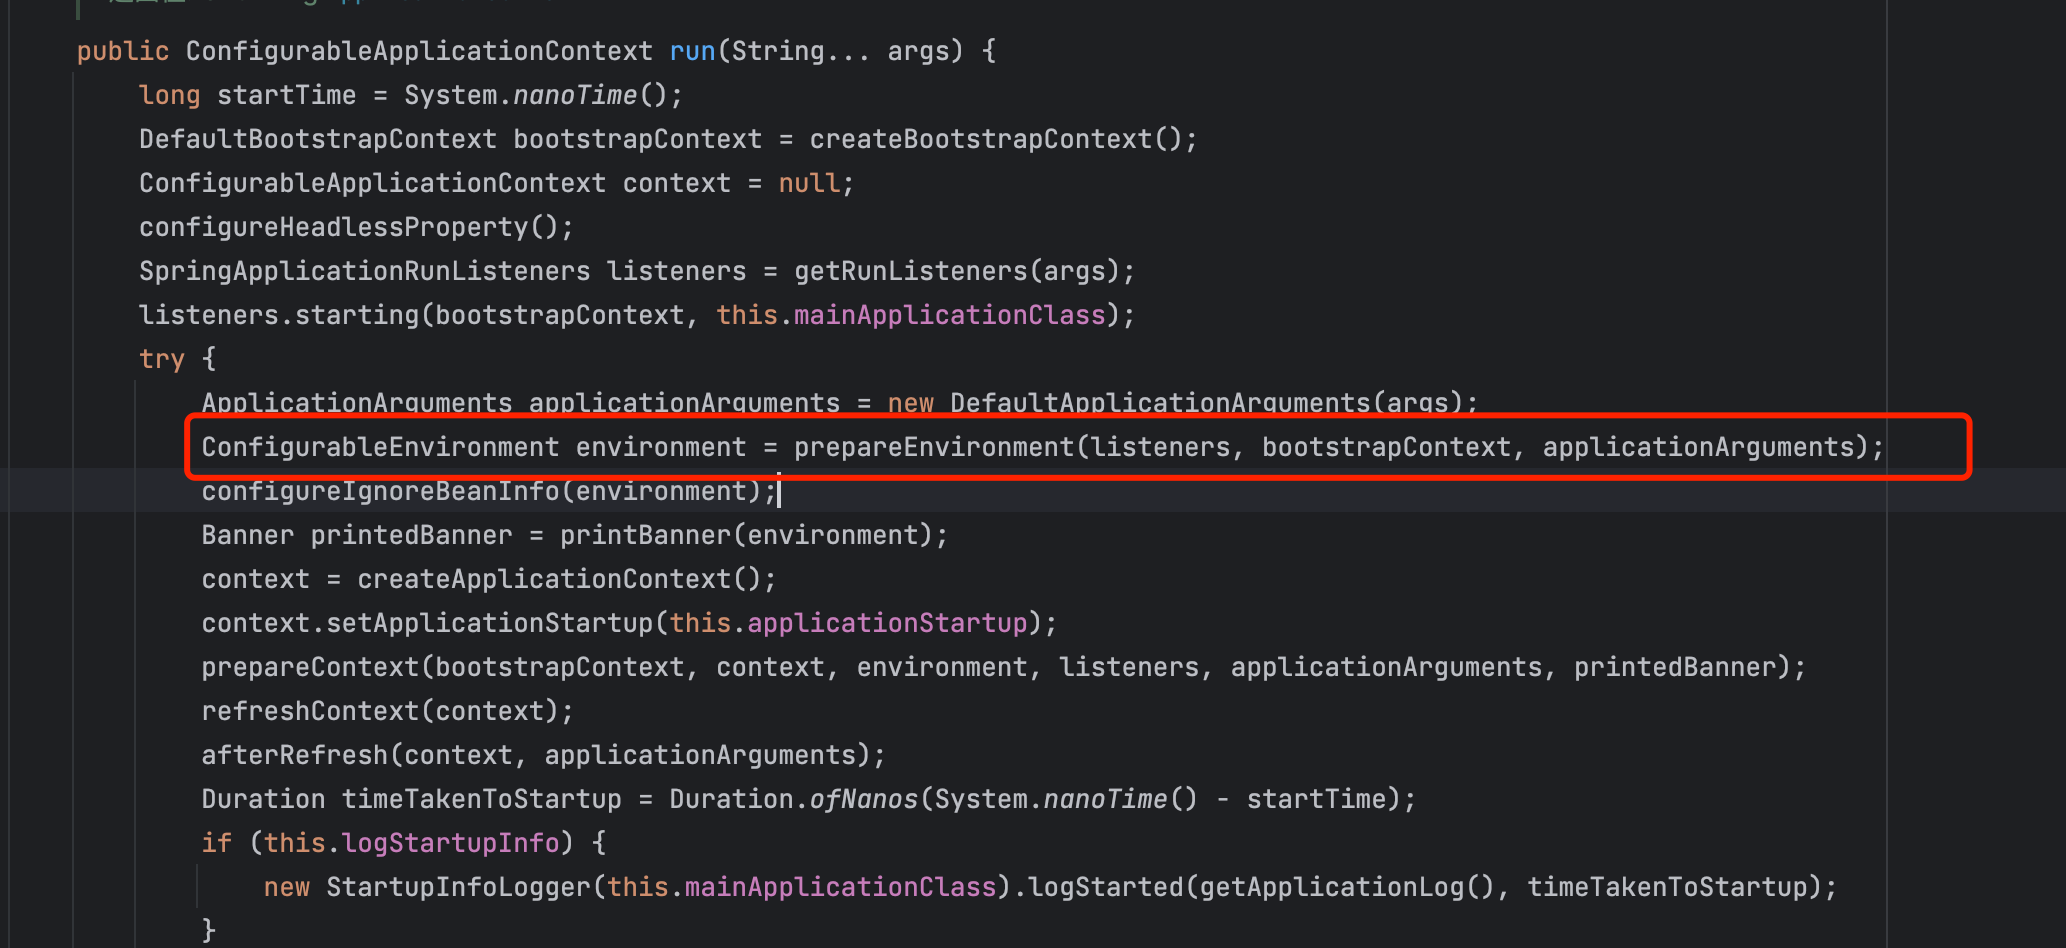 public ConfigurableApplicationContext run(String... args) {
long startTime = System.nanoTime();
DefaultBootstrapContext bootstrapContext = createBootstrapContext();
ConfigurableApplicationContext context = null;
configureHeadlessProperty();
SpringApplicationRunListeners listeners = getRunListeners(args);
listeners.starting(bootstrapContext, this.mainApplicationClass);
try {
ApplicationArguments applicationArguments = new DefaultApplicationArguments(args);
ConfigurableEnvironment environment = prepareEnvironment(listeners, bootstrapContext, applicationArguments);
configureIgnoreBeanInfo(environment);
Banner printedBanner = printBanner(environment);
context = createApplicationContext();
context.setApplicationStartup(this.applicationStartup);
prepareContext(bootstrapContext, context, environment, listeners, applicationArguments, printedBanner);
refreshContext(context);
afterRefresh(context, applicationArguments);
Duration timeTakenToStartup = Duration.ofNanos(System.nanoTime() - startTime);
if (this.logStartupInfo) {
new StartupInfoLogger(this.mainApplicationClass).logStarted(getApplicationLog(), timeTakenToStartup);
}